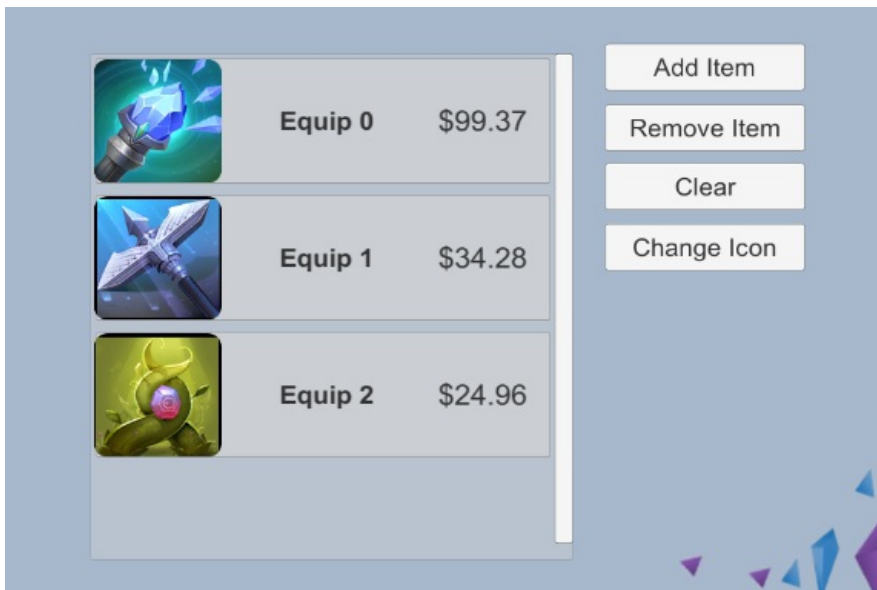 Equip 0 $99.37
Equip 1 $34.28
Equip 2 $24.96
Add Item
Remove Item
Clear
Change Icon